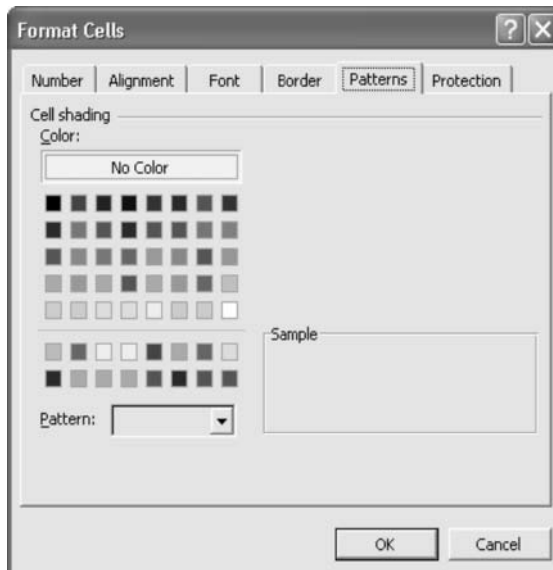 Format Cells
Number Alignment Font Border Patterns Protection
Cell shading
Color:
No Color
Sample
Pattern:
OK Cancel